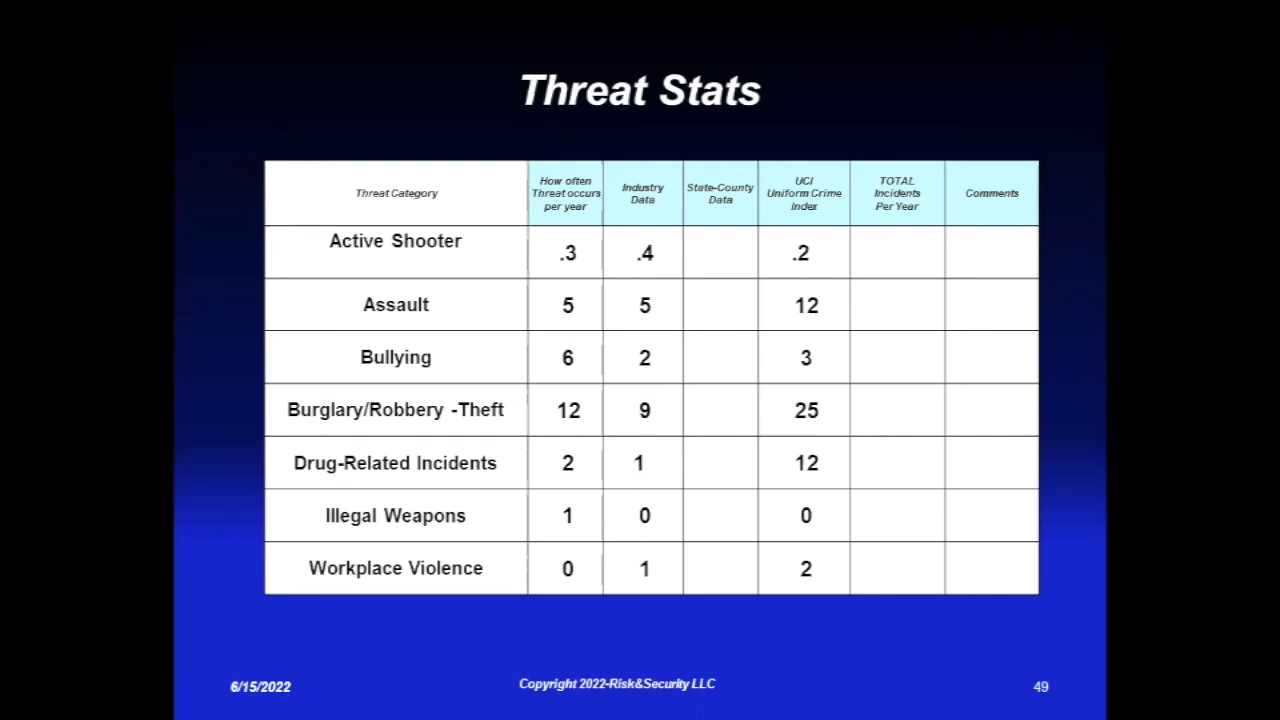 Threat Stats
Threat Category
How often
Threat occurs
per year
Industry
Data
State-County
Data
UCI
Uniform Crime
Index
TOTAL
Incidents
Per Year
Comments
Active Shooter .3 .4 .2
Assault 5 5 12
Bullying 6 2 3
Burglary/Robbery -Theft 12 9 25
Drug-Related Incidents 2 1 12
Illegal Weapons 1 0 0
Workplace Violence 0 1 2
6/15/2022 Copyright 2022-Risk&Security LLC 49